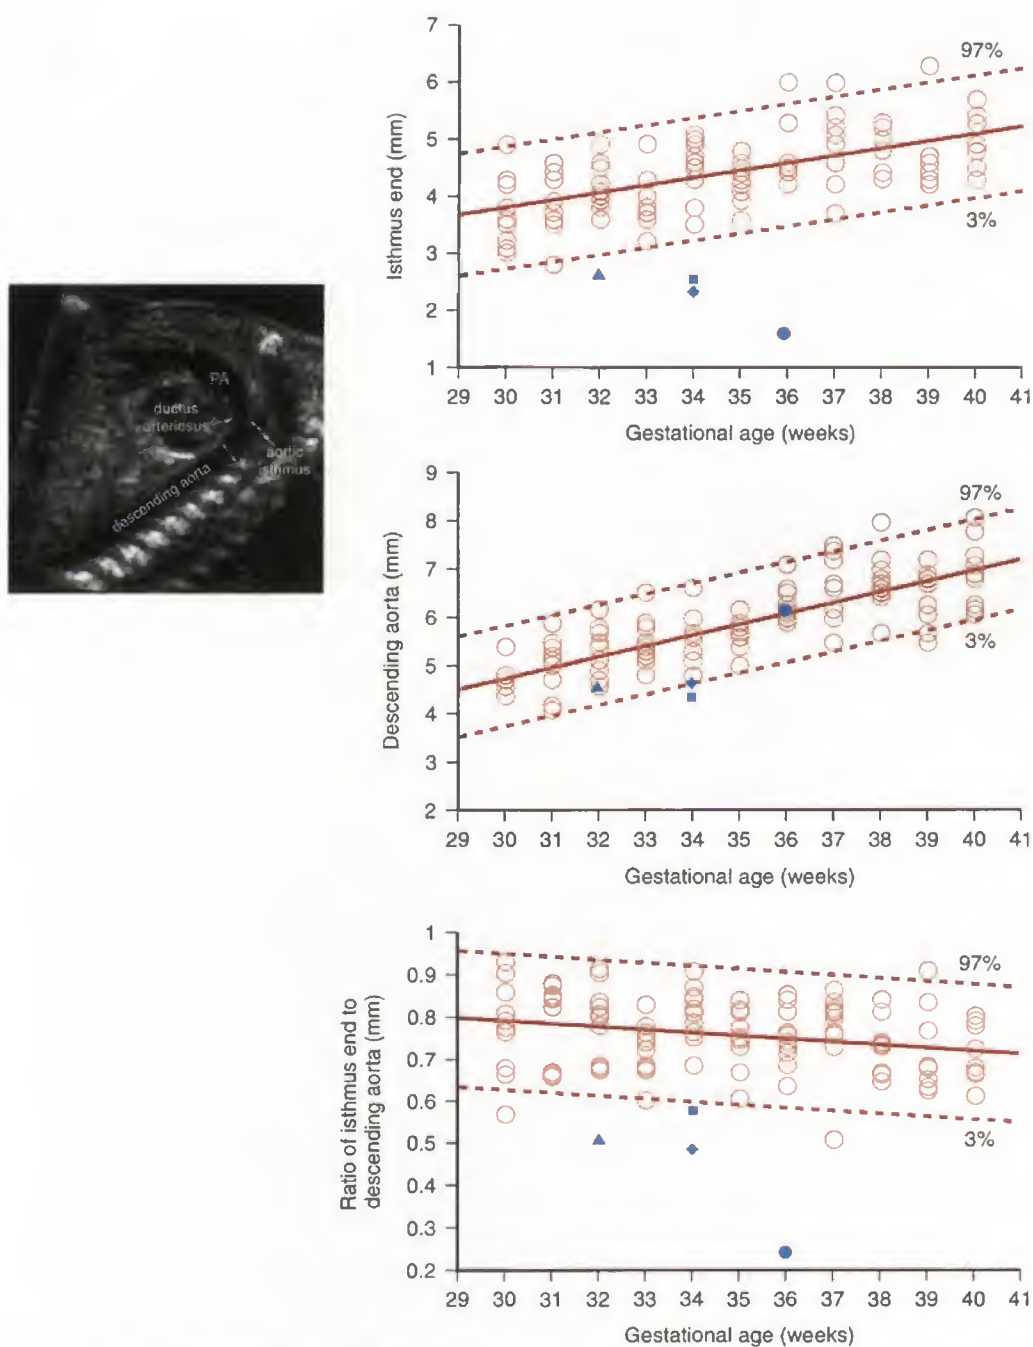 PA
ductus
arteriosus
aortic
isthmus
descending aorta
Isthmus end (mm)
7
6
5
4
3
2
1
97%
3%
29 30 31 32 33 34 35 36 37 38 39 40 41
Gestational age (weeks)
Descending aorta (mm)
9
8
7
6
5
4
3
2
97%
3%
29 30 31 32 33 34 35 36 37 38 39 40 41
Gestational age (weeks)
Ratio of isthmus end to
descending aorta (mm)
1
0.9
0.8
0.7
0.6
0.5
0.4
0.3
0.2
97%
3%
29 30 31 32 33 34 35 36 37 38 39 40 41
Gestational age (weeks)